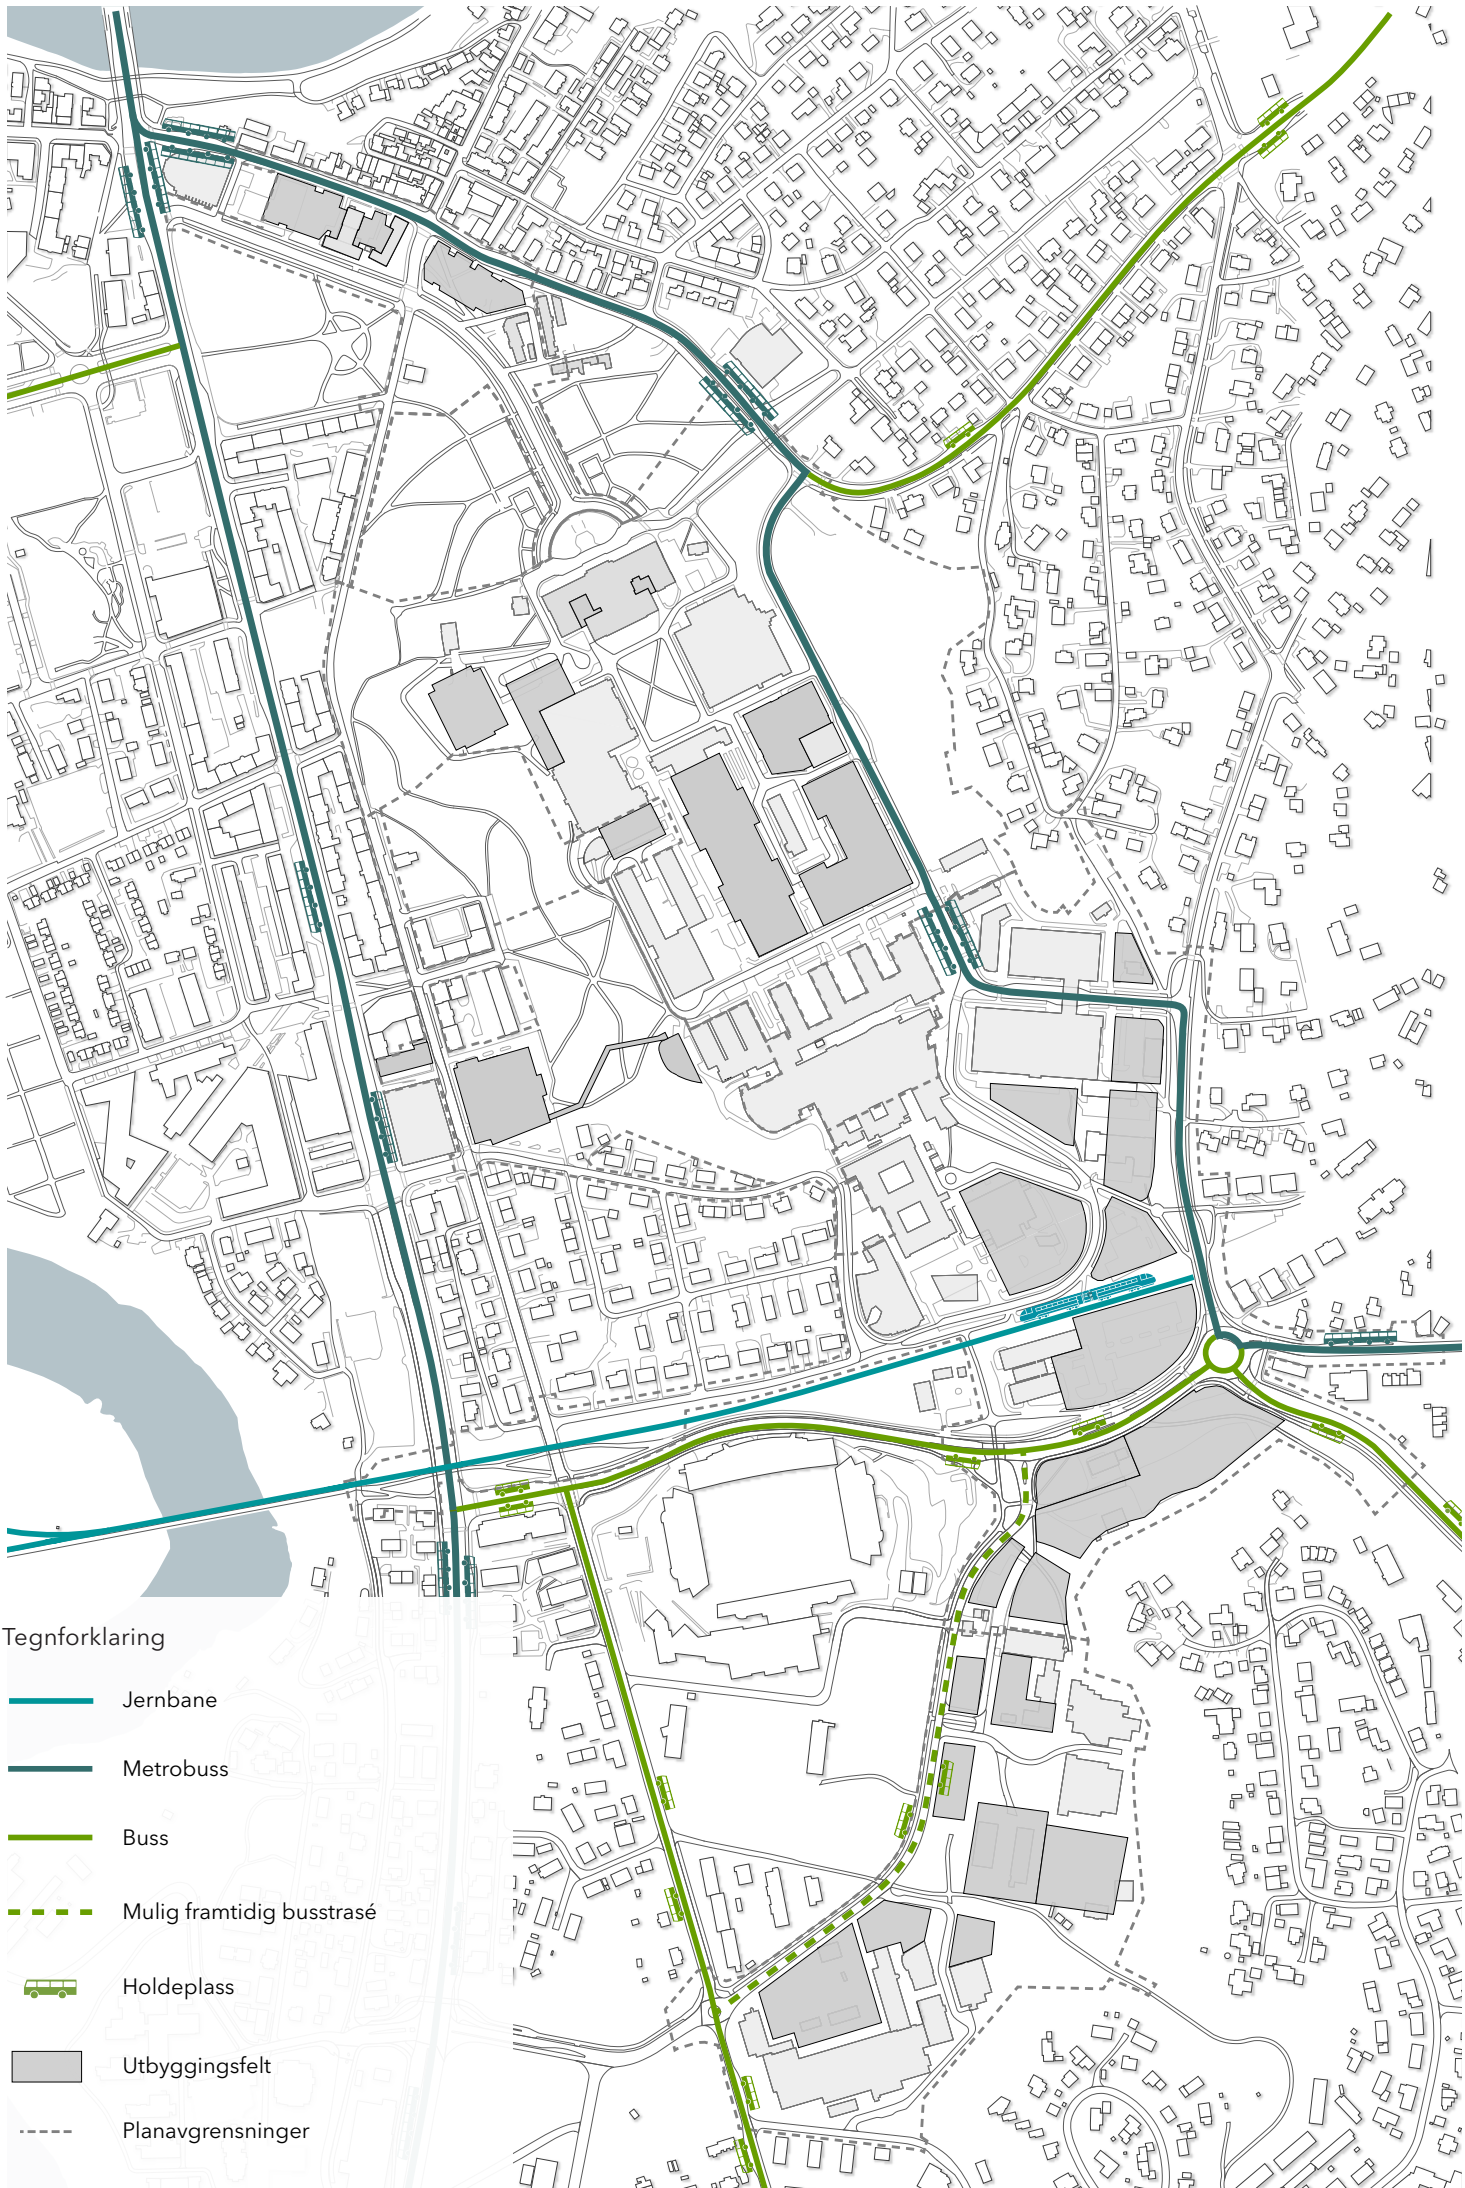 Tegnforklaring
Jernbane
Metrobuss
Buss
Mulig framtidig busstrasé
Holdeplass
Utbyggingsfelt
Planavgrensninger